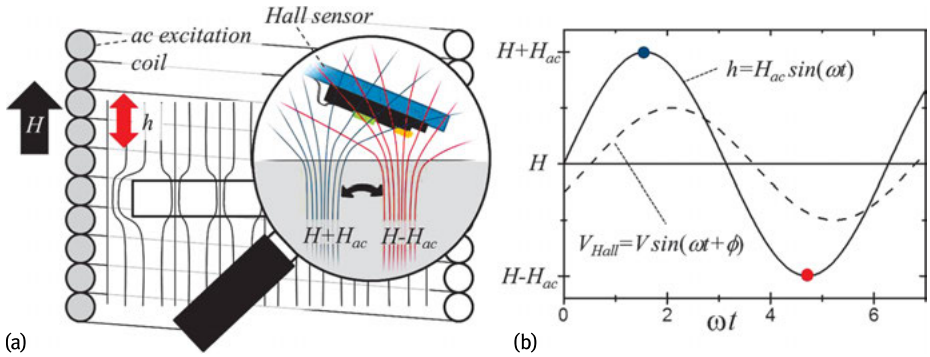 Hall sensor
ac excitation
coil
H
h
H+Hac
H-Hac
(a)
H+Hac
H
H-Hac
h=Hac sin(ωt)
VHall=V sin(ωt+ϕ)
0
2
4
6
ωt
(b)